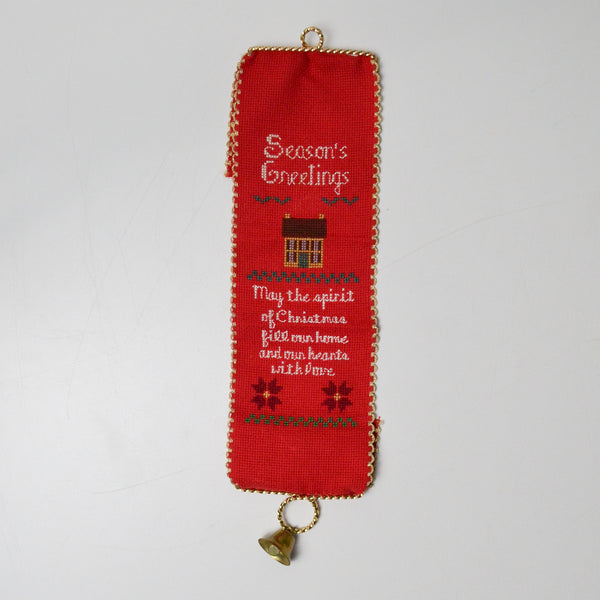 Season's
Greetings
May the spirit
of Christmas
fill our home
and our hearts
with love